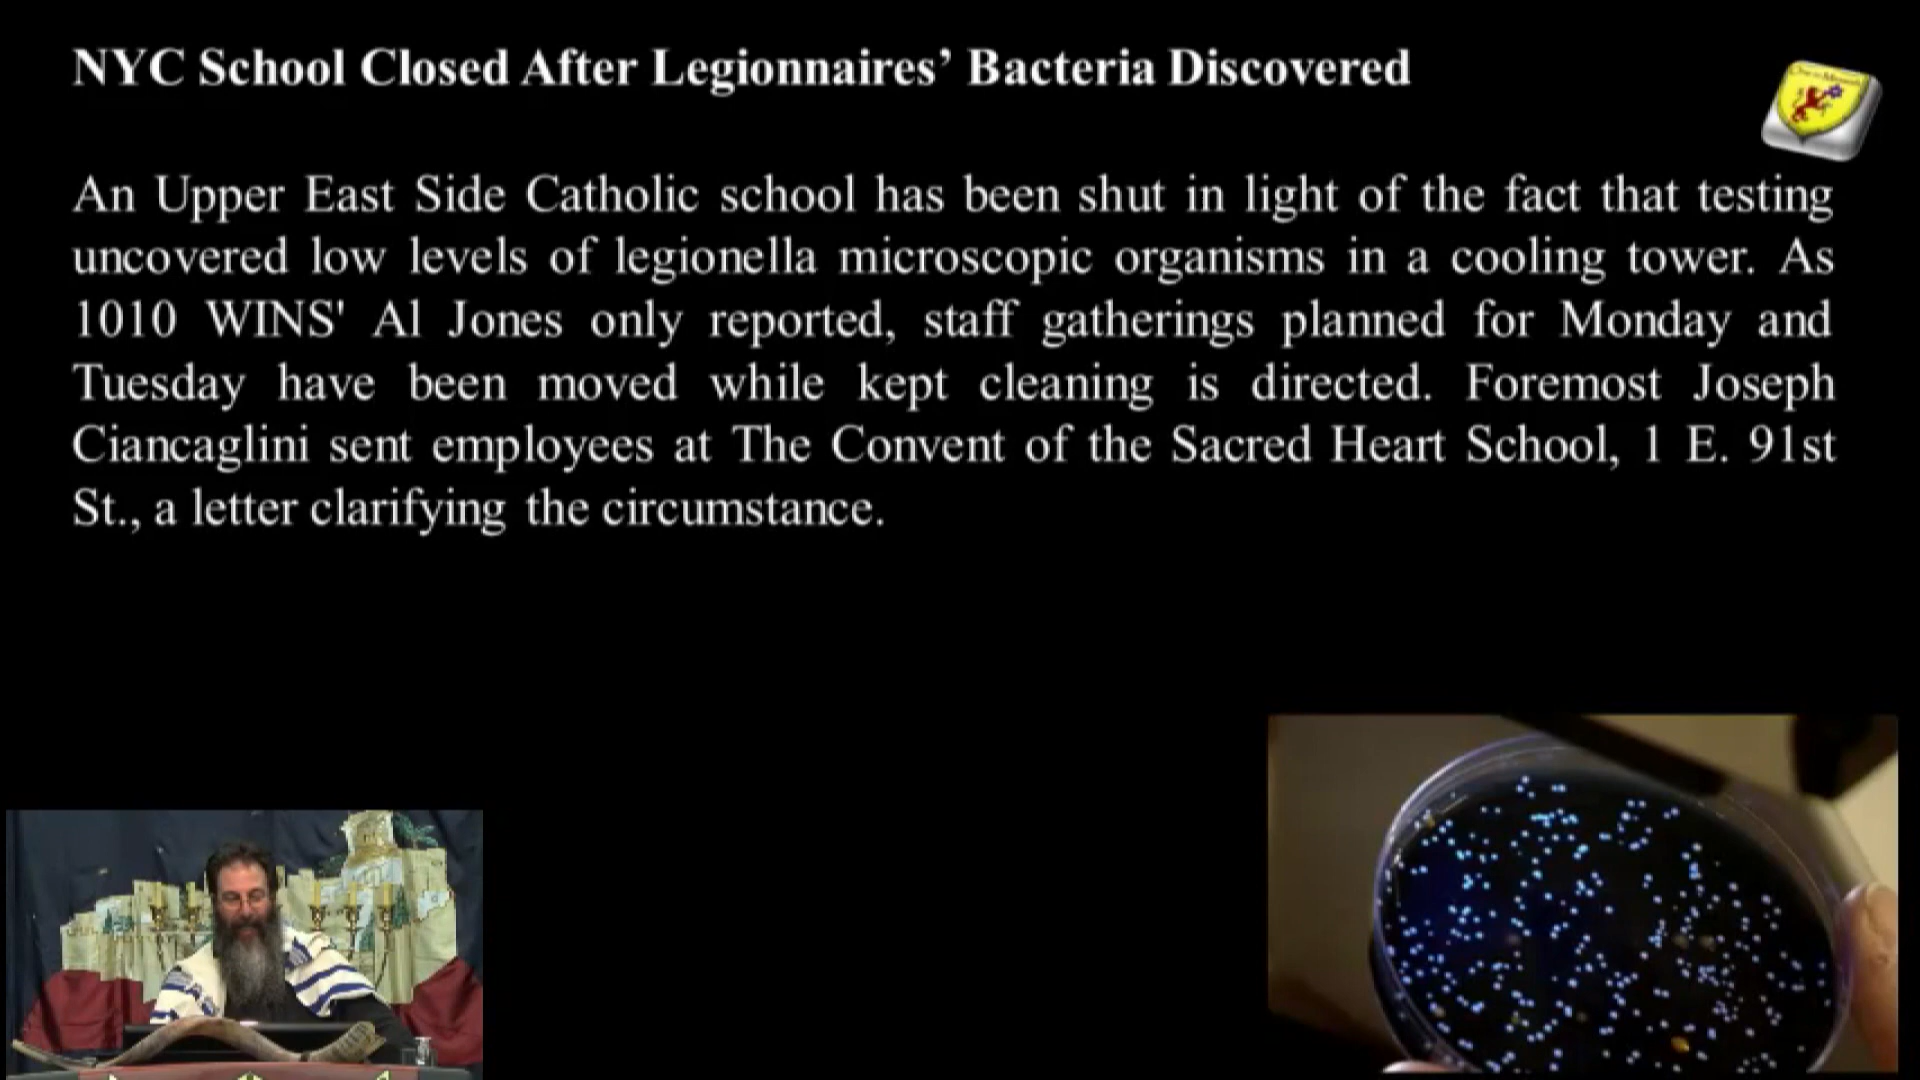 NYC School Closed After Legionnaires’ Bacteria Discovered
An Upper East Side Catholic school has been shut in light of the fact that testing
uncovered low levels of legionella microscopic organisms in a cooling tower. As
1010 WINS' Al Jones only reported, staff gatherings planned for Monday and
Tuesday have been moved while kept cleaning is directed. Foremost Joseph
Ciancaglini sent employees at The Convent of the Sacred Heart School, 1 E. 91st
St., a letter clarifying the circumstance.